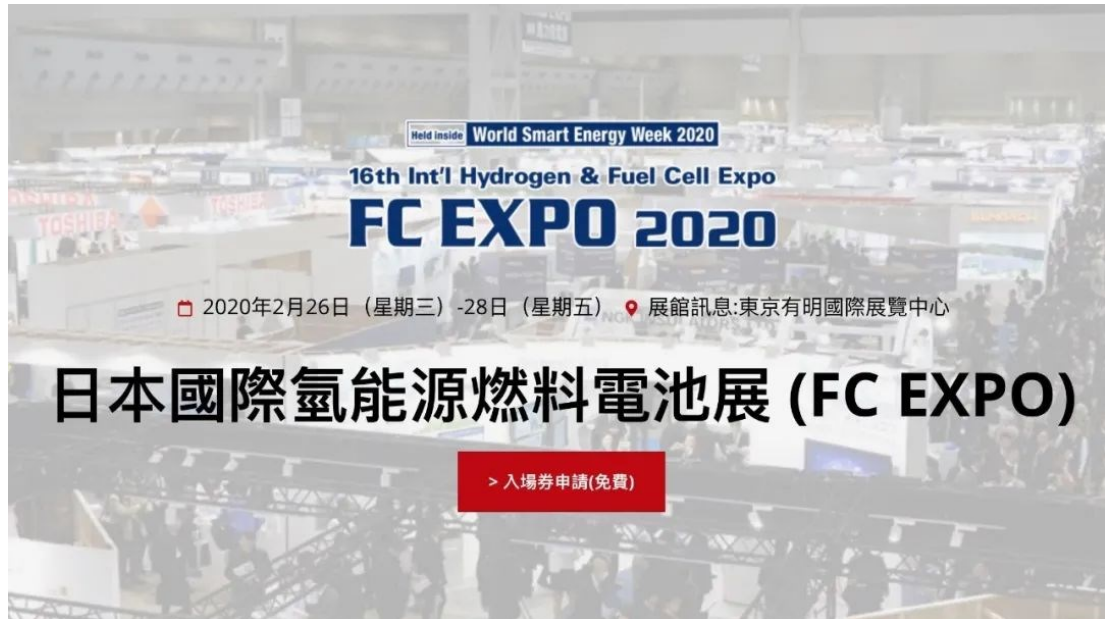 Held inside World Smart Energy Week 2020
16th Int'l Hydrogen & Fuel Cell Expo
FC EXPO 2020
2020年2月26日（星期三）-28日（星期五） 展館訊息:東京有明國際展覽中心
日本國際氫能源燃料電池展 (FC EXPO)
> 入場券申請(免費)
TOSHIBA
TOSHIBA